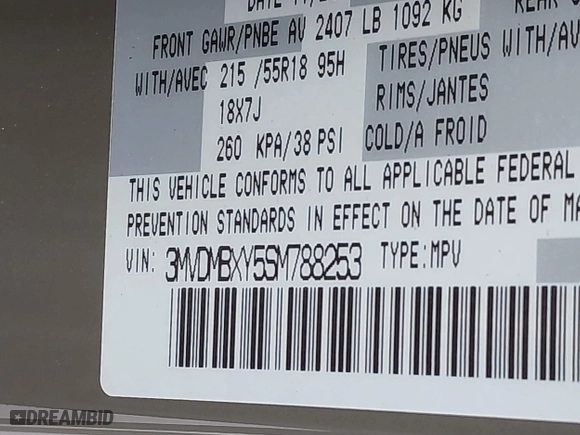 DATE
REAR
FRONT GAWR/PNBE AV 2407 LB 1092 KG
WITH/AVEC 215 /55R18 95H TIRES/PNEUS WITH/AV
18X7J RIMS/JANTES
260 KPA/38 PSI COLD/A FROID
THIS VEHICLE CONFORMS TO ALL APPLICABLE FEDERAL
PREVENTION STANDARDS IN EFFECT ON THE DATE OF MA
VIN: 3MVDMBXY5SM788253 TYPE:MPV
DREAMBID